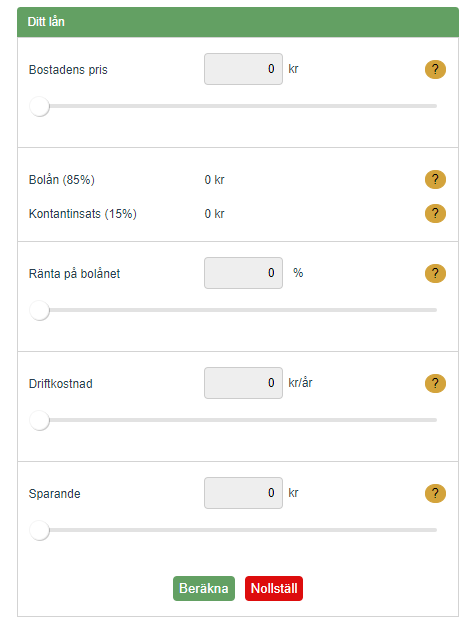 Ditt lån
Bostadens pris 0 kr ?
Bolån (85%) 0 kr ?
Kontantinsats (15%) 0 kr ?
Ränta på bolånet 0 % ?
Driftkostnad 0 kr/år ?
Sparande 0 kr ?
Beräkna Nollställ